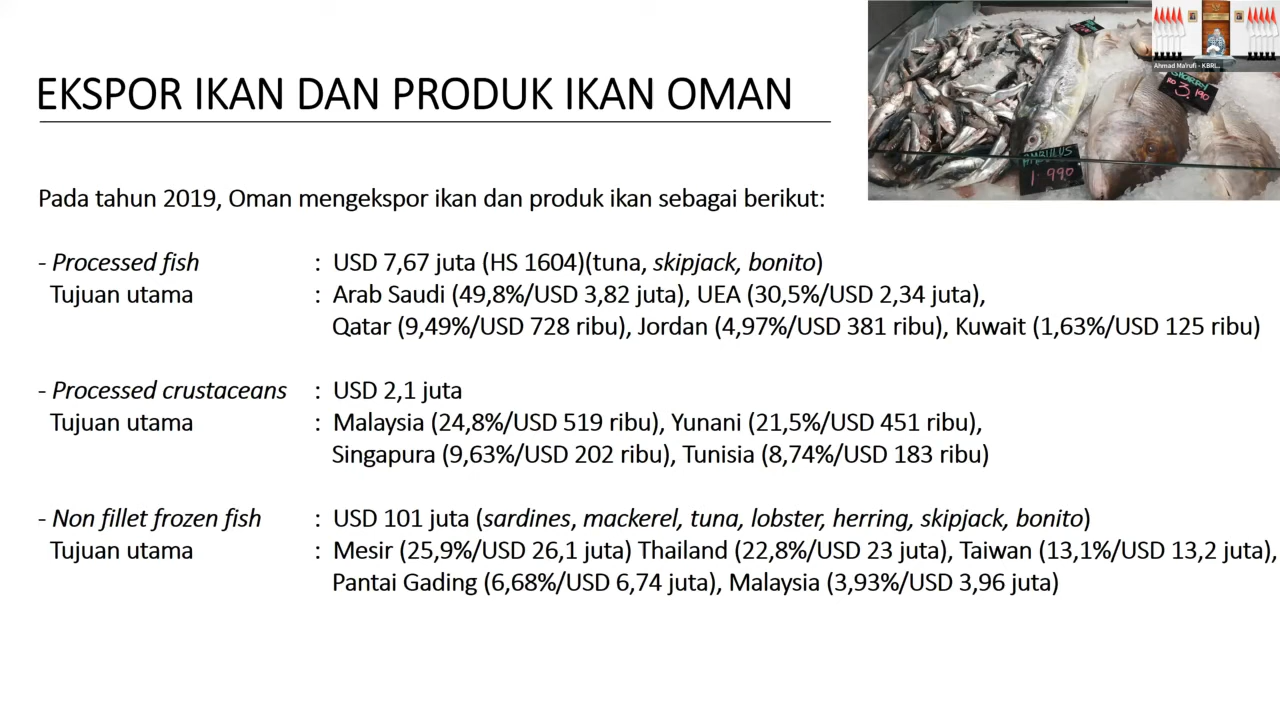 EKSPOR IKAN DAN PRODUK IKAN OMAN
Ahmad Ma'rufi - KBRI...
3.190
1.990
Pada tahun 2019, Oman mengekspor ikan dan produk ikan sebagai berikut:
- Processed fish : USD 7,67 juta (HS 1604)(tuna, skipjack, bonito)
Tujuan utama : Arab Saudi (49,8%/USD 3,82 juta), UEA (30,5%/USD 2,34 juta),
Qatar (9,49%/USD 728 ribu), Jordan (4,97%/USD 381 ribu), Kuwait (1,63%/USD 125 ribu)
- Processed crustaceans : USD 2,1 juta
Tujuan utama : Malaysia (24,8%/USD 519 ribu), Yunani (21,5%/USD 451 ribu),
Singapura (9,63%/USD 202 ribu), Tunisia (8,74%/USD 183 ribu)
- Non fillet frozen fish : USD 101 juta (sardines, mackerel, tuna, lobster, herring, skipjack, bonito)
Tujuan utama : Mesir (25,9%/USD 26,1 juta) Thailand (22,8%/USD 23 juta), Taiwan (13,1%/USD 13,2 juta),
Pantai Gading (6,68%/USD 6,74 juta), Malaysia (3,93%/USD 3,96 juta)